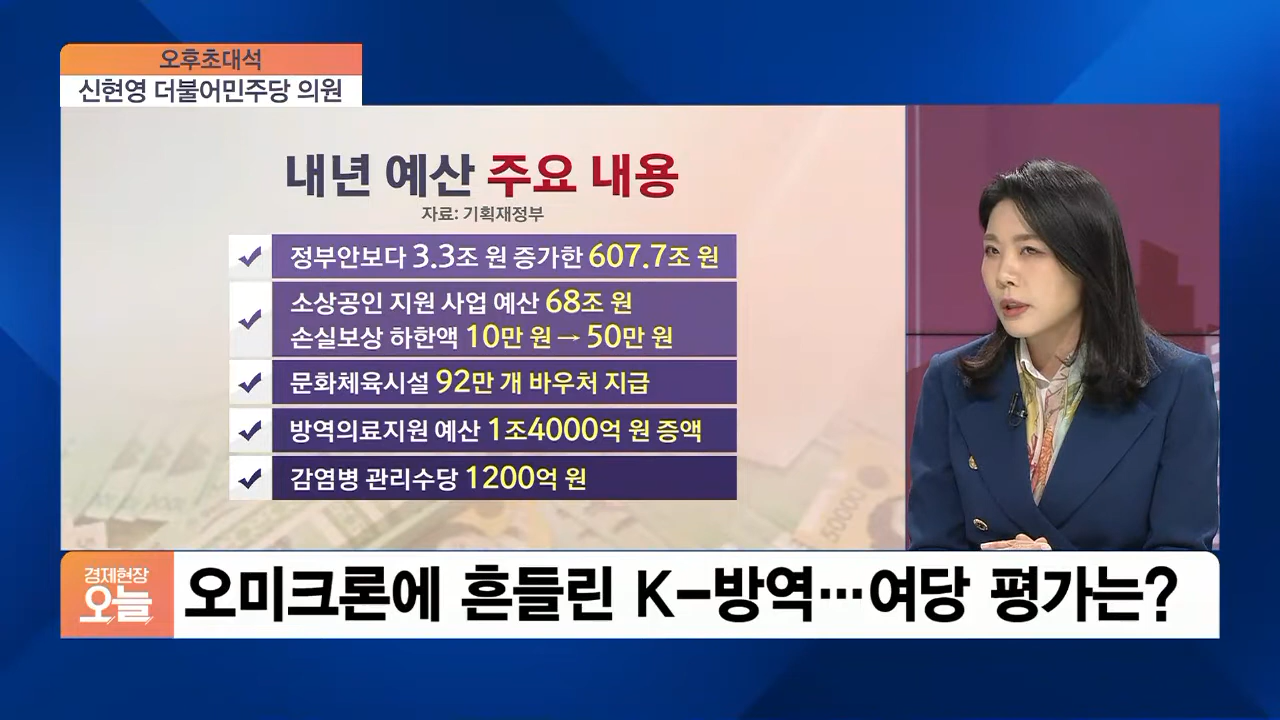 오후초대석
신현영 더불어민주당 의원
내년 예산 주요 내용
자료: 기획재정부
정부안보다 3.3조 원 증가한 607.7조 원
소상공인 지원 사업 예산 68조 원
손실보상 하한액 10만 원 → 50만 원
문화체육시설 92만 개 바우처 지급
방역의료지원 예산 1조4000억 원 증액
감염병 관리수당 1200억 원
경제현장
오늘
오미크론에 흔들린 K-방역…여당 평가는?